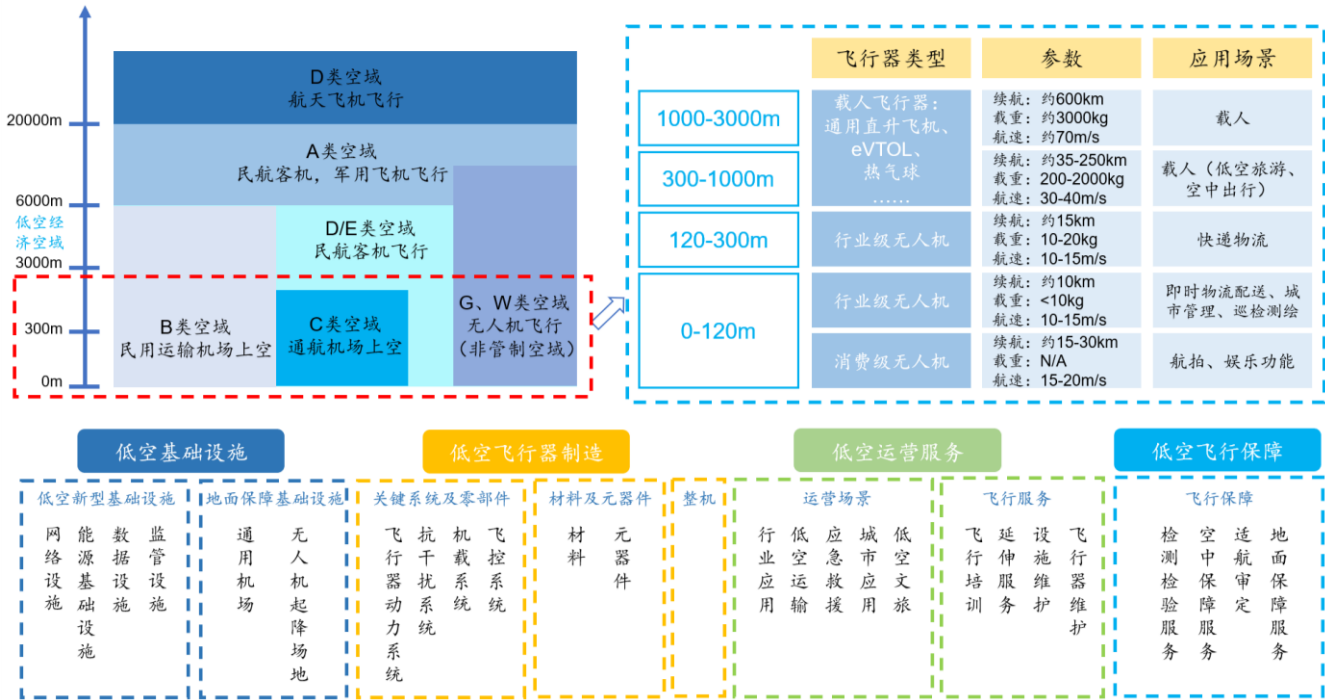 20000m
6000m
低空经
济空域
3000m
300m
0m
D类空域
航天飞机飞行
A类空域
民航客机，军用飞机飞行
D/E类空域
民航客机飞行
B类空域
民用运输机场上空
C类空域
通航机场上空
G、W类空域
无人机飞行
（非管制空域）
飞行器类型
参数
应用场景
1000-3000m
300-1000m
载人飞行器：
通用直升飞机、
eVTOL、
热气球
……
续航：约600km
载重：约3000kg
航速：约70m/s
载人
续航：约35-250km
载重：200-2000kg
航速：30-40m/s
载人（低空旅游、
空中出行）
120-300m
行业级无人机
续航：约15km
载重：10-20kg
航速：10-15m/s
快递物流
0-120m
行业级无人机
续航：约10km
载重：<10kg
航速：10-15m/s
即时物流配送、城
市管理、巡检测绘
消费级无人机
续航：约15-30km
载重：N/A
航速：15-20m/s
航拍、娱乐功能
低空基础设施
低空新型基础设施
网络设施
能源基础设施
数据设施
监管设施
地面保障基础设施
通用机场
无人机起降场地
低空飞行器制造
关键系统及零部件
飞行器动力系统
抗干扰系统
机载系统
飞控系统
材料及元器件
材料
元器件
整机
低空运营服务
运营场景
行业应用
低空运输
应急救援
城市应用
低空文旅
飞行服务
飞行培训
延伸服务
设施维护
飞行器维护
低空飞行保障
飞行保障
检测检验服务
空中保障服务
适航审定
地面保障服务